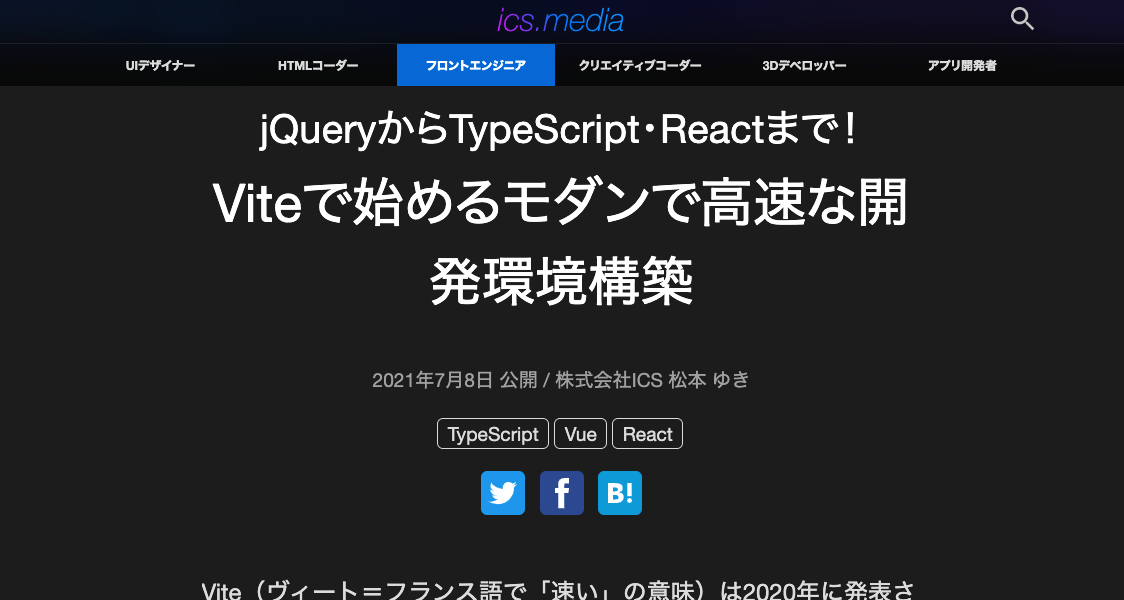 ics.media
UIデザイナー HTMLコーダー フロントエンジニア クリエイティブコーダー 3Dデベロッパー アプリ開発者
jQueryからTypeScript・Reactまで！
Viteで始めるモダンで高速な開
発環境構築
2021年7月8日 公開 / 株式会社ICS 松本 ゆき
TypeScript Vue React
f B!
Vite（ヴィート＝フランス語で「速い」の意味）は2020年に発表さ